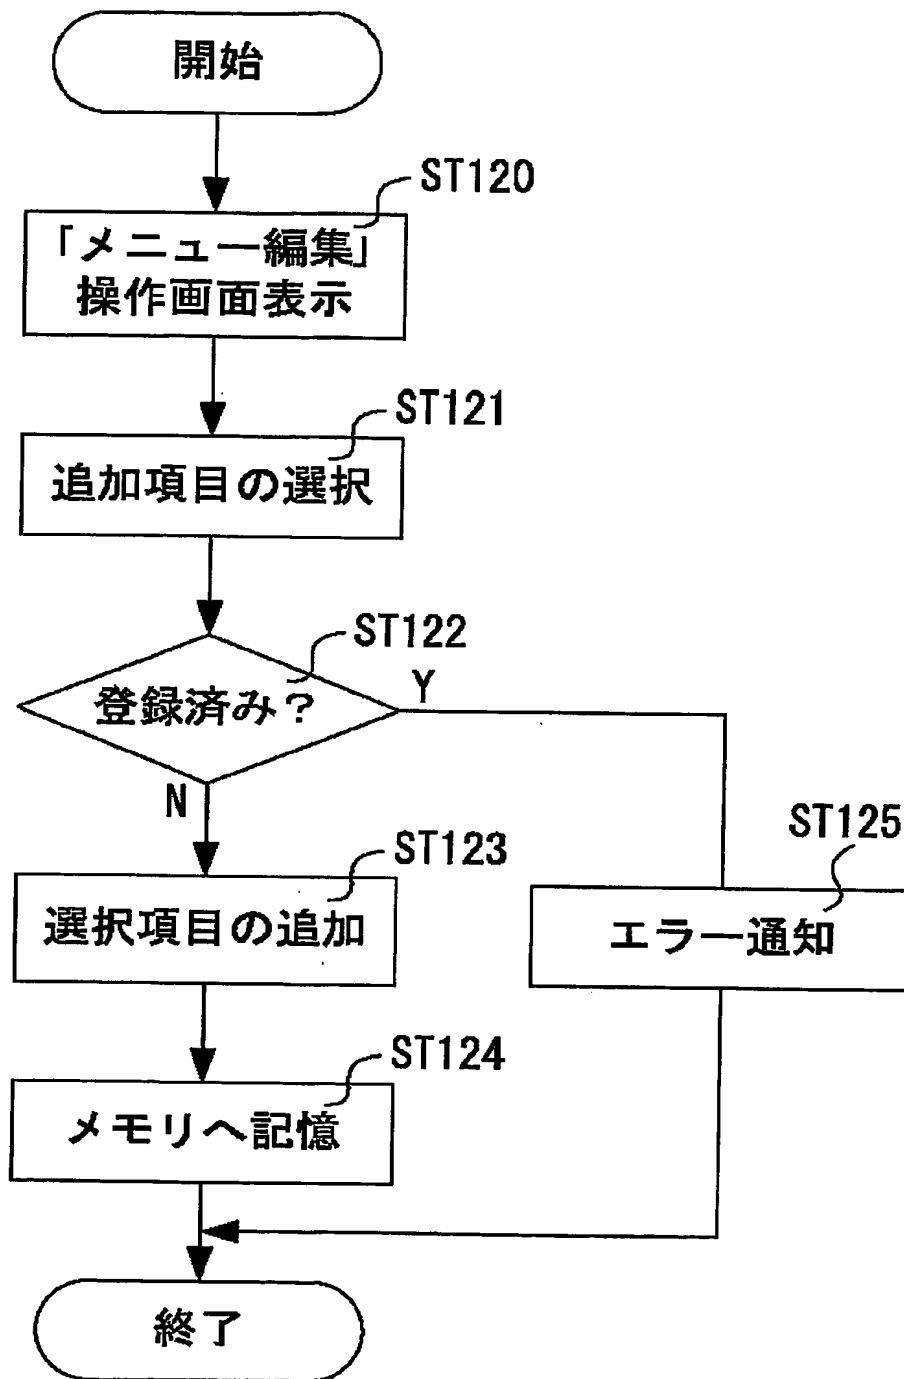 開始
ST120
「メニュー編集」
操作画面表示
ST121
追加項目の選択
ST122
登録済み?
Y
N
ST123
選択項目の追加
ST125
エラー通知
ST124
メモリへ記憶
終了